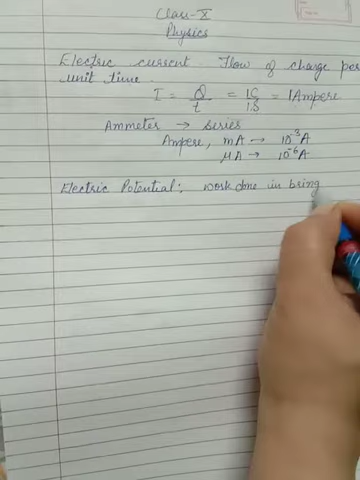 Class-X
Physics
Electric current Flow of charge per
unit time.
I = Q/t = 1C/1S = 1Ampere
Ammeter → series
Ampere, mA → 10⁻³A
μA → 10⁻⁶A
Electric Potential: work done in bring